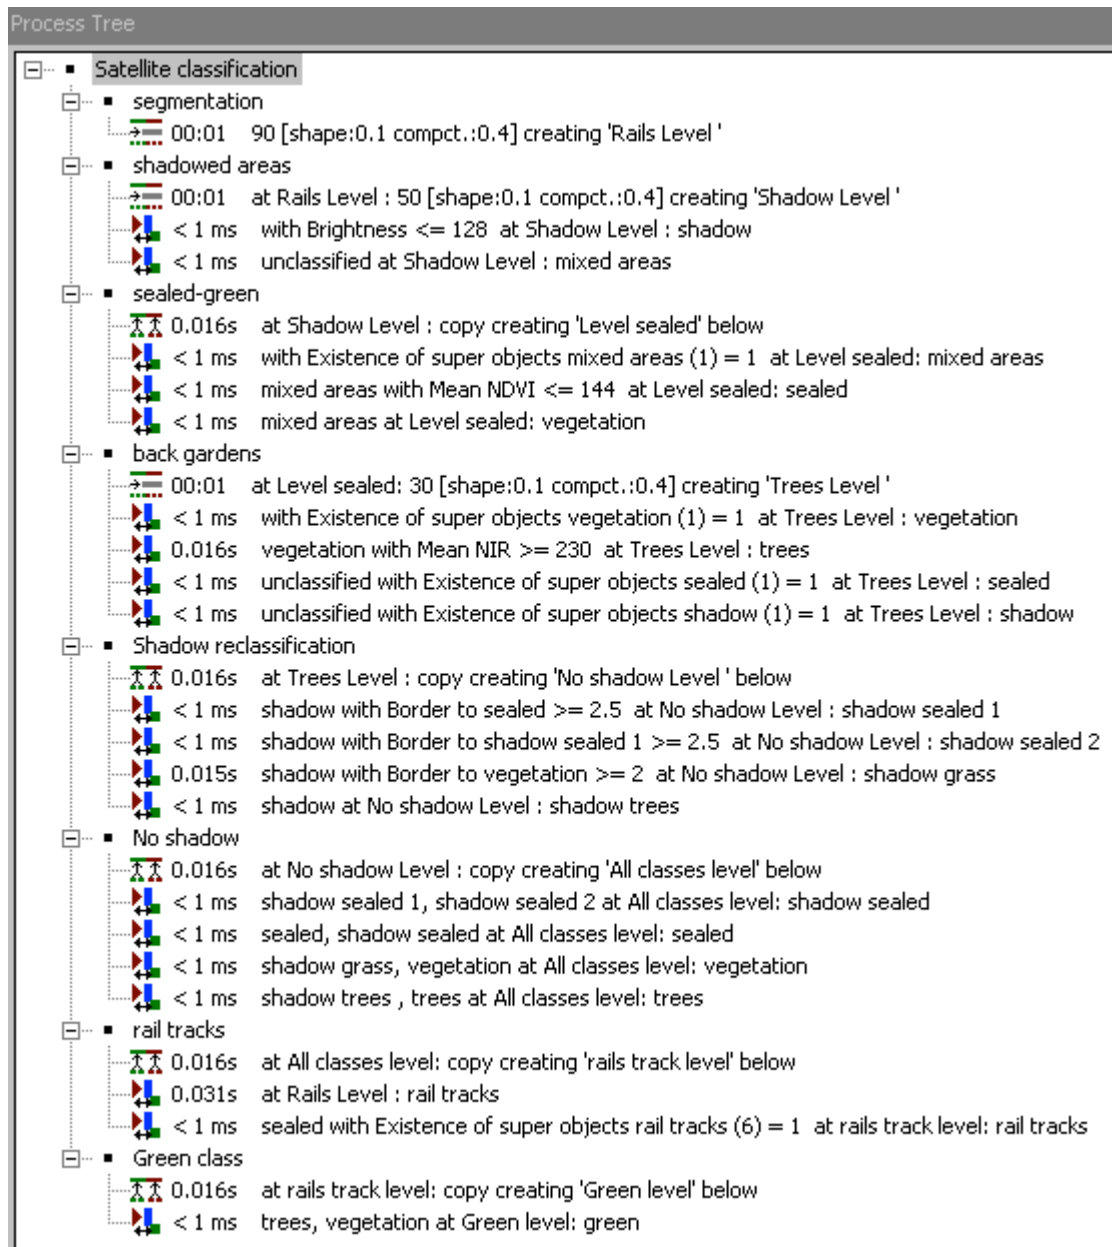 Process Tree
Satellite classification
segmentation
00:01 90 [shape:0.1 compct.:0.4] creating 'Rails Level '
shadowed areas
00:01 at Rails Level : 50 [shape:0.1 compct.:0.4] creating 'Shadow Level '
< 1 ms with Brightness <= 128 at Shadow Level : shadow
< 1 ms unclassified at Shadow Level : mixed areas
sealed-green
0.016s at Shadow Level : copy creating 'Level sealed' below
< 1 ms with Existence of super objects mixed areas (1) = 1 at Level sealed: mixed areas
< 1 ms mixed areas with Mean NDVI <= 144 at Level sealed: sealed
< 1 ms mixed areas at Level sealed: vegetation
back gardens
00:01 at Level sealed: 30 [shape:0.1 compct.:0.4] creating 'Trees Level '
< 1 ms with Existence of super objects vegetation (1) = 1 at Trees Level : vegetation
0.016s vegetation with Mean NIR >= 230 at Trees Level : trees
< 1 ms unclassified with Existence of super objects sealed (1) = 1 at Trees Level : sealed
< 1 ms unclassified with Existence of super objects shadow (1) = 1 at Trees Level : shadow
Shadow reclassification
0.016s at Trees Level : copy creating 'No shadow Level ' below
< 1 ms shadow with Border to sealed >= 2.5 at No shadow Level : shadow sealed 1
< 1 ms shadow with Border to shadow sealed 1 >= 2.5 at No shadow Level : shadow sealed 2
0.015s shadow with Border to vegetation >= 2 at No shadow Level : shadow grass
< 1 ms shadow at No shadow Level : shadow trees
No shadow
0.016s at No shadow Level : copy creating 'All classes level' below
< 1 ms shadow sealed 1, shadow sealed 2 at All classes level: shadow sealed
< 1 ms sealed, shadow sealed at All classes level: sealed
< 1 ms shadow grass, vegetation at All classes level: vegetation
< 1 ms shadow trees , trees at All classes level: trees
rail tracks
0.016s at All classes level: copy creating 'rails track level' below
0.031s at Rails Level : rail tracks
< 1 ms sealed with Existence of super objects rail tracks (6) = 1 at rails track level: rail tracks
Green class
0.016s at rails track level: copy creating 'Green level' below
< 1 ms trees, vegetation at Green level: green